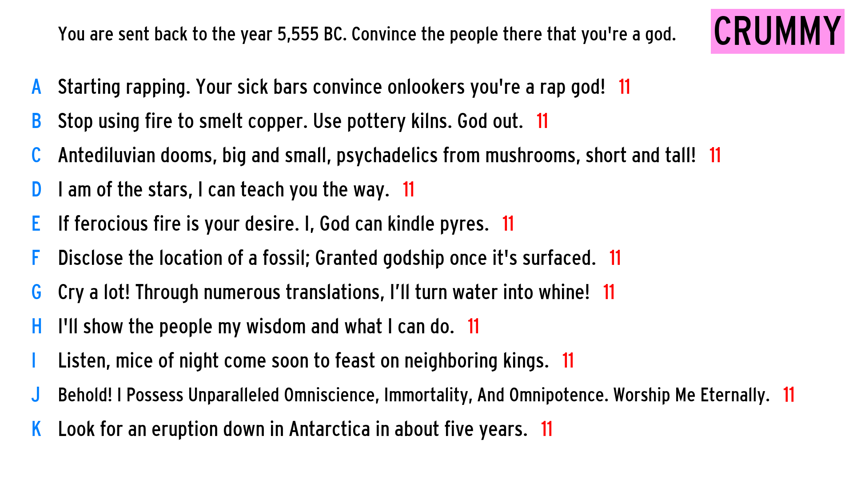 You are sent back to the year 5,555 BC. Convince the people there that you're a god.
CRUMMY
A Starting rapping. Your sick bars convince onlookers you're a rap god! 11
B Stop using fire to smelt copper. Use pottery kilns. God out. 11
C Antediluvian dooms, big and small, psychadelics from mushrooms, short and tall! 11
D I am of the stars, I can teach you the way. 11
E If ferocious fire is your desire. I, God can kindle pyres. 11
F Disclose the location of a fossil; Granted godship once it's surfaced. 11
G Cry a lot! Through numerous translations, I’ll turn water into whine! 11
H I'll show the people my wisdom and what I can do. 11
I Listen, mice of night come soon to feast on neighboring kings. 11
J Behold! I Possess Unparalleled Omniscience, Immortality, And Omnipotence. Worship Me Eternally. 11
K Look for an eruption down in Antarctica in about five years. 11